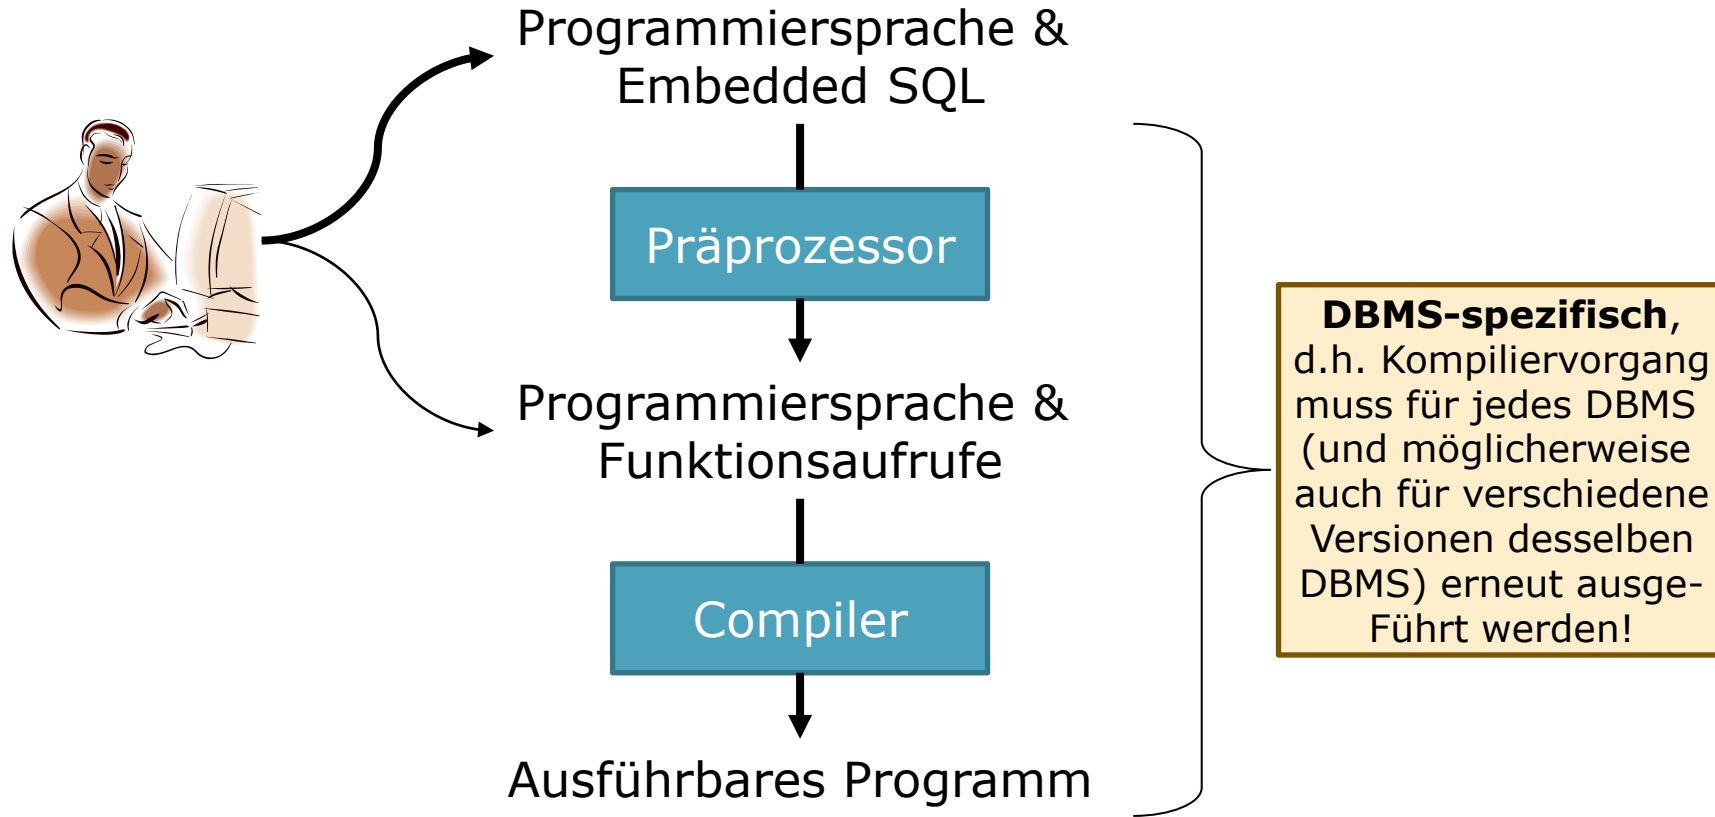 Programmiersprache &
Embedded SQL
Präprozessor
Programmiersprache &
Funktionsaufrufe
Compiler
Ausführbares Programm
DBMS-spezifisch,
d.h. Kompiliervorgang
muss für jedes DBMS
(und möglicherweise
auch für verschiedene
Versionen desselben
DBMS) erneut ausge-
Führt werden!